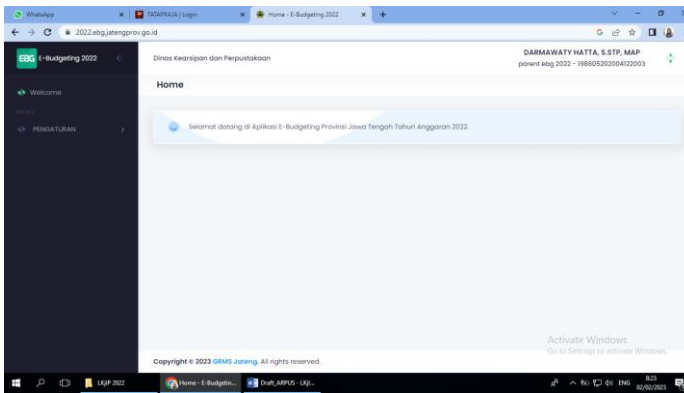 WhatsApp
TATAPRAJA | Login
Home - E-Budgeting 2022
2022.ebg.jatengprov.go.id
EBG E-Budgeting 2022
Dinas Kearsipan dan Perpustakaan
DARMAWATY HATTA, S.STP, MAP
parent ebg 2022 - 198605202004122003
Home
Welcome
MENU
PENGATURAN
Selamat datang di Aplikasi E-Budgeting Provinsi Jawa Tengah Tahun Anggaran 2022.
Activate Windows
Go to Settings to activate Windows.
Copyright © 2023 GRMS Jateng. All rights reserved.
LKJIP 2022
Home - E-Budgetin...
Draft_ARPUS - LKJI...
ENG
8:23
02/02/2023